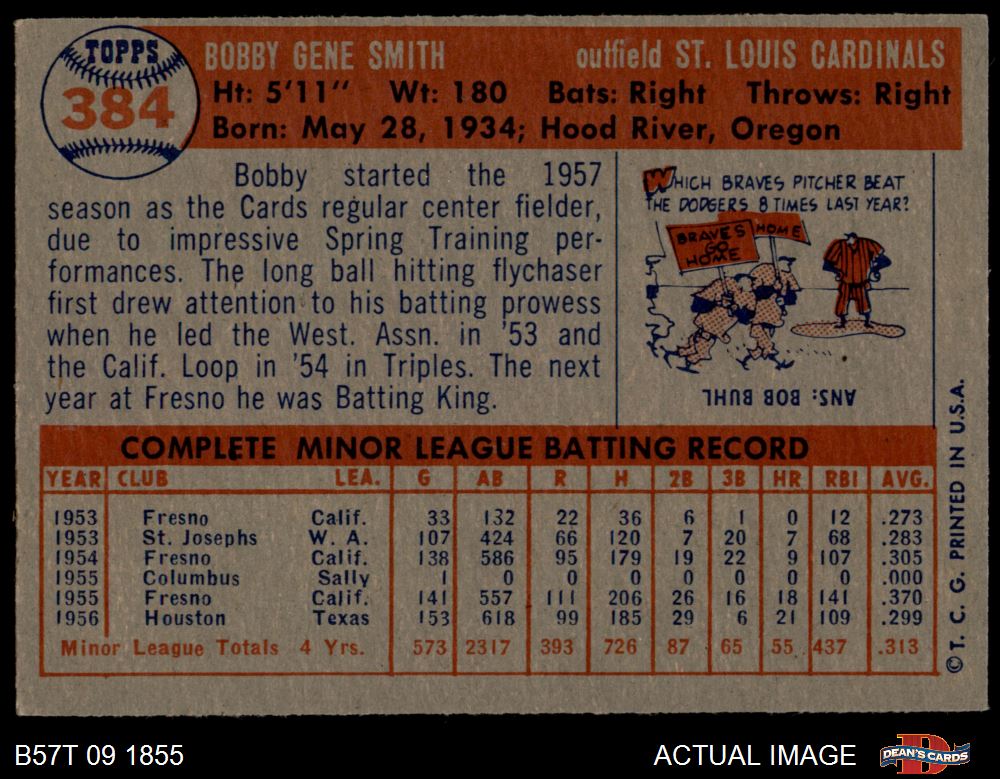 TOPPS
384
BOBBY GENE SMITH outfield ST. LOUIS CARDINALS
Ht: 5'11" Wt: 180 Bats: Right Throws: Right
Born: May 28, 1934; Hood River, Oregon
Bobby started the 1957
season as the Cards regular center fielder,
due to impressive Spring Training per-
formances. The long ball hitting flychaser
first drew attention to his batting prowess
when he led the West. Assn. in '53 and
the Calif. Loop in '54 in Triples. The next
year at Fresno he was Batting King.
WHICH BRAVES PITCHER BEAT
THE DODGERS 8 TIMES LAST YEAR?
BRAVES
GO
HOME
HOME
ANS: BOB BUHL
COMPLETE MINOR LEAGUE BATTING RECORD
YEAR CLUB LEA. G AB R H 2B 3B HR RBI AVG.
1953 Fresno Calif. 33 132 22 36 6 1 0 12 .273
1953 St. Josephs W. A. 107 424 66 120 7 20 7 68 .283
1954 Fresno Calif. 138 586 95 179 19 22 9 107 .305
1955 Columbus Sally 1 0 0 0 0 0 0 0 .000
1955 Fresno Calif. 141 557 111 206 26 16 18 141 .370
1956 Houston Texas 153 618 99 185 29 6 21 109 .299
Minor League Totals 4 Yrs. 573 2317 393 726 87 65 55 437 .313
© T. C. G. PRINTED IN U.S.A.
B57T 09 1855 ACTUAL IMAGE
DEAN'S CARDS